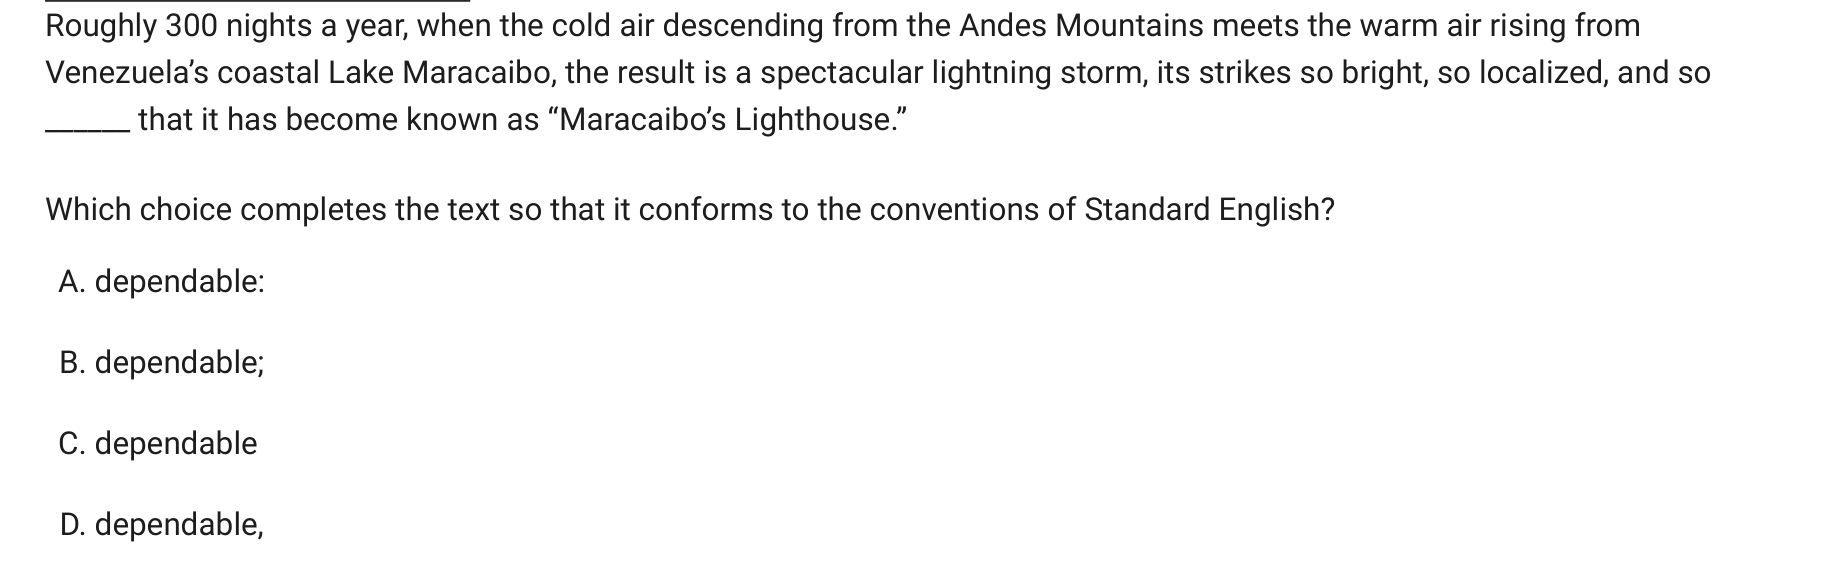 Roughly 300 nights a year, when the cold air descending from the Andes Mountains meets the warm air rising from
Venezuela’s coastal Lake Maracaibo, the result is a spectacular lightning storm, its strikes so bright, so localized, and so
______ that it has become known as “Maracaibo’s Lighthouse.”
Which choice completes the text so that it conforms to the conventions of Standard English?
A. dependable:
B. dependable;
C. dependable
D. dependable,